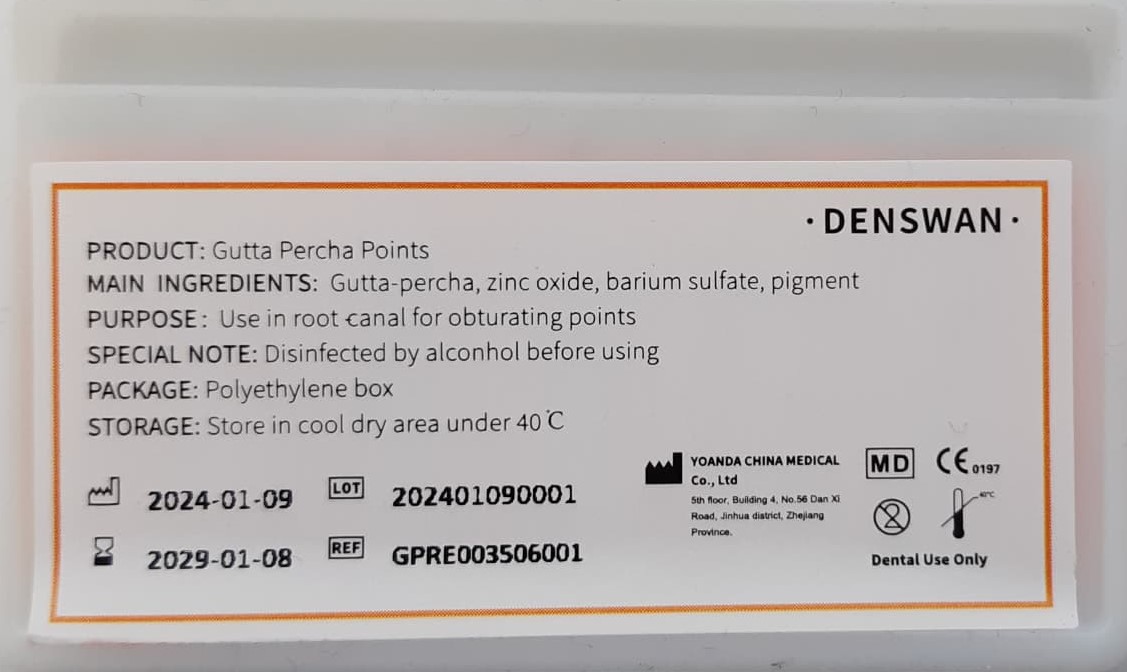 · DENSWAN ·
PRODUCT: Gutta Percha Points
MAIN INGREDIENTS: Gutta-percha, zinc oxide, barium sulfate, pigment
PURPOSE: Use in root canal for obturating points
SPECIAL NOTE: Disinfected by alconhol before using
PACKAGE: Polyethylene box
STORAGE: Store in cool dry area under 40℃
2024-01-09 LOT 202401090001
2029-01-08 REF GPRE003506001
YOANDA CHINA MEDICAL
Co., Ltd
5th floor, Building 4, No.56 Dan Xi
Road, Jinhua district, Zhejiang
Province.
MD CE 0197
2 40℃
Dental Use Only